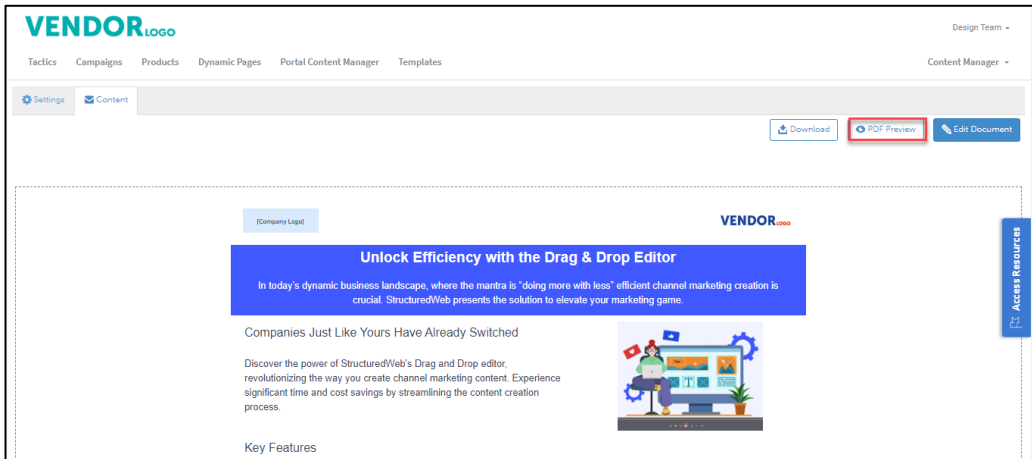 VENDOR LOGO
Design Team
Tactics Campaigns Products Dynamic Pages Portal Content Manager Templates Content Manager
Settings Content
Download PDF Preview Edit Document
[Company Logo] VENDOR LOGO
Unlock Efficiency with the Drag & Drop Editor
In today's dynamic business landscape, where the mantra is "doing more with less" efficient channel marketing creation is
crucial. StructuredWeb presents the solution to elevate your marketing game.
Access Resources
Companies Just Like Yours Have Already Switched
Discover the power of StructuredWeb's Drag and Drop editor,
revolutionizing the way you create channel marketing content. Experience
significant time and cost savings by streamlining the content creation
process.
T
Key Features